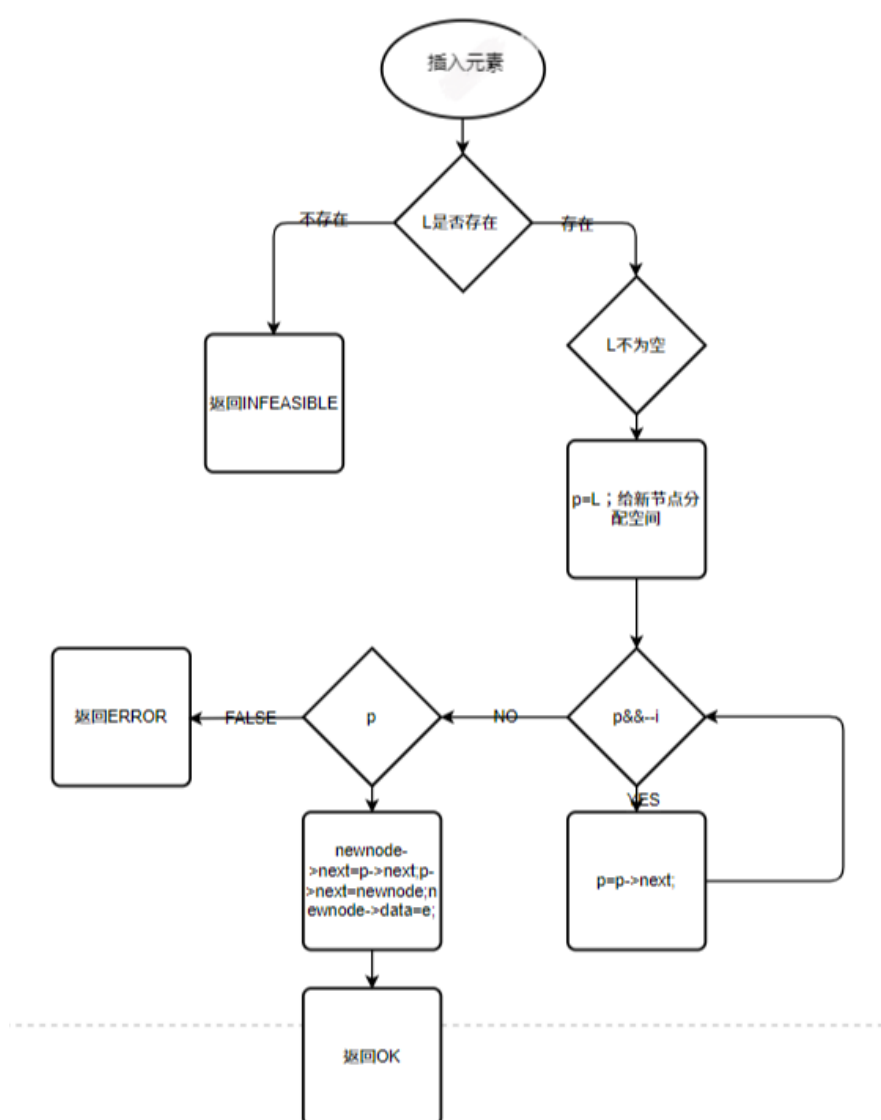 插入元素
L是否存在
不存在
存在
L不为空
返回INFEASIBLE
p=L；给新节点分
配空间
返回ERROR
FALSE
p
NO
p&&--i
YES
newnode-
>next=p->next;p-
>next=newnode;n
ewnode->data=e;
p=p->next;
返回OK